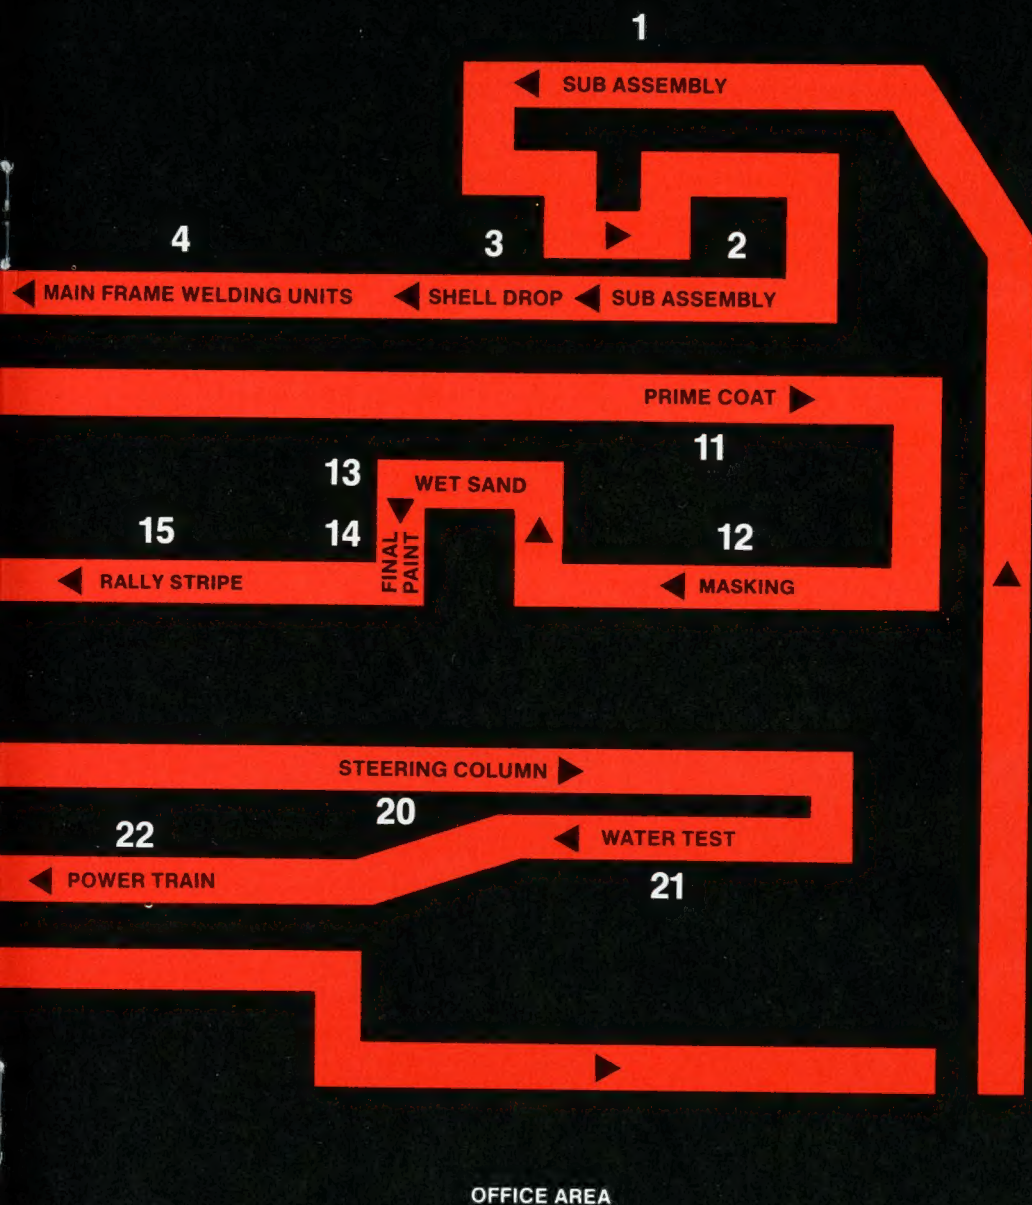 1
SUB ASSEMBLY
4
3
2
MAIN FRAME WELDING UNITS
SHELL DROP
SUB ASSEMBLY
PRIME COAT
11
13
WET SAND
14
FINAL
PAINT
15
12
RALLY STRIPE
MASKING
STEERING COLUMN
20
22
WATER TEST
POWER TRAIN
21
OFFICE AREA